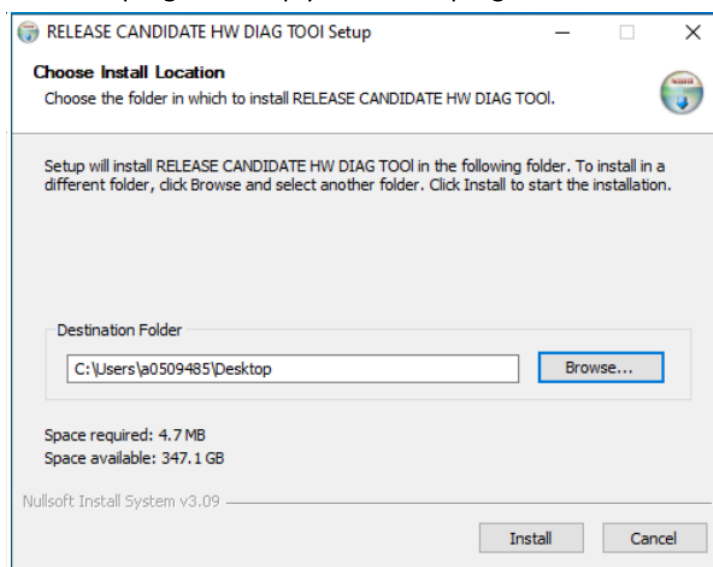 RELEASE CANDIDATE HW DIAG TOOl Setup
Choose Install Location
Choose the folder in which to install RELEASE CANDIDATE HW DIAG TOOl.
Setup will install RELEASE CANDIDATE HW DIAG TOOl in the following folder. To install in a
different folder, click Browse and select another folder. Click Install to start the installation.
Destination Folder
C:\Users\a0509485\Desktop
Browse...
Space required: 4.7 MB
Space available: 347.1 GB
Nullsoft Install System v3.09
Install
Cancel